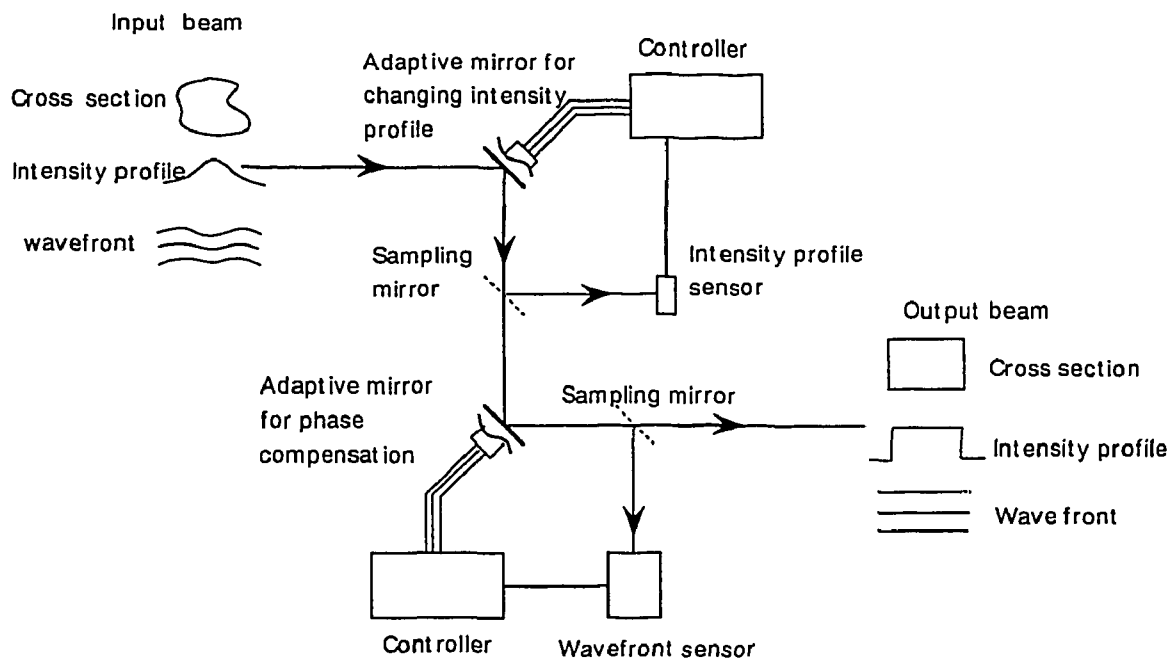 Input beam
Cross section
Intensity profile
wavefront
Adaptive mirror for
changing intensity
profile
Controller
Sampling
mirror
Intensity profile
sensor
Adaptive mirror
for phase
compensation
Sampling mirror
Controller
Wavefront sensor
Output beam
Cross section
Intensity profile
Wave front